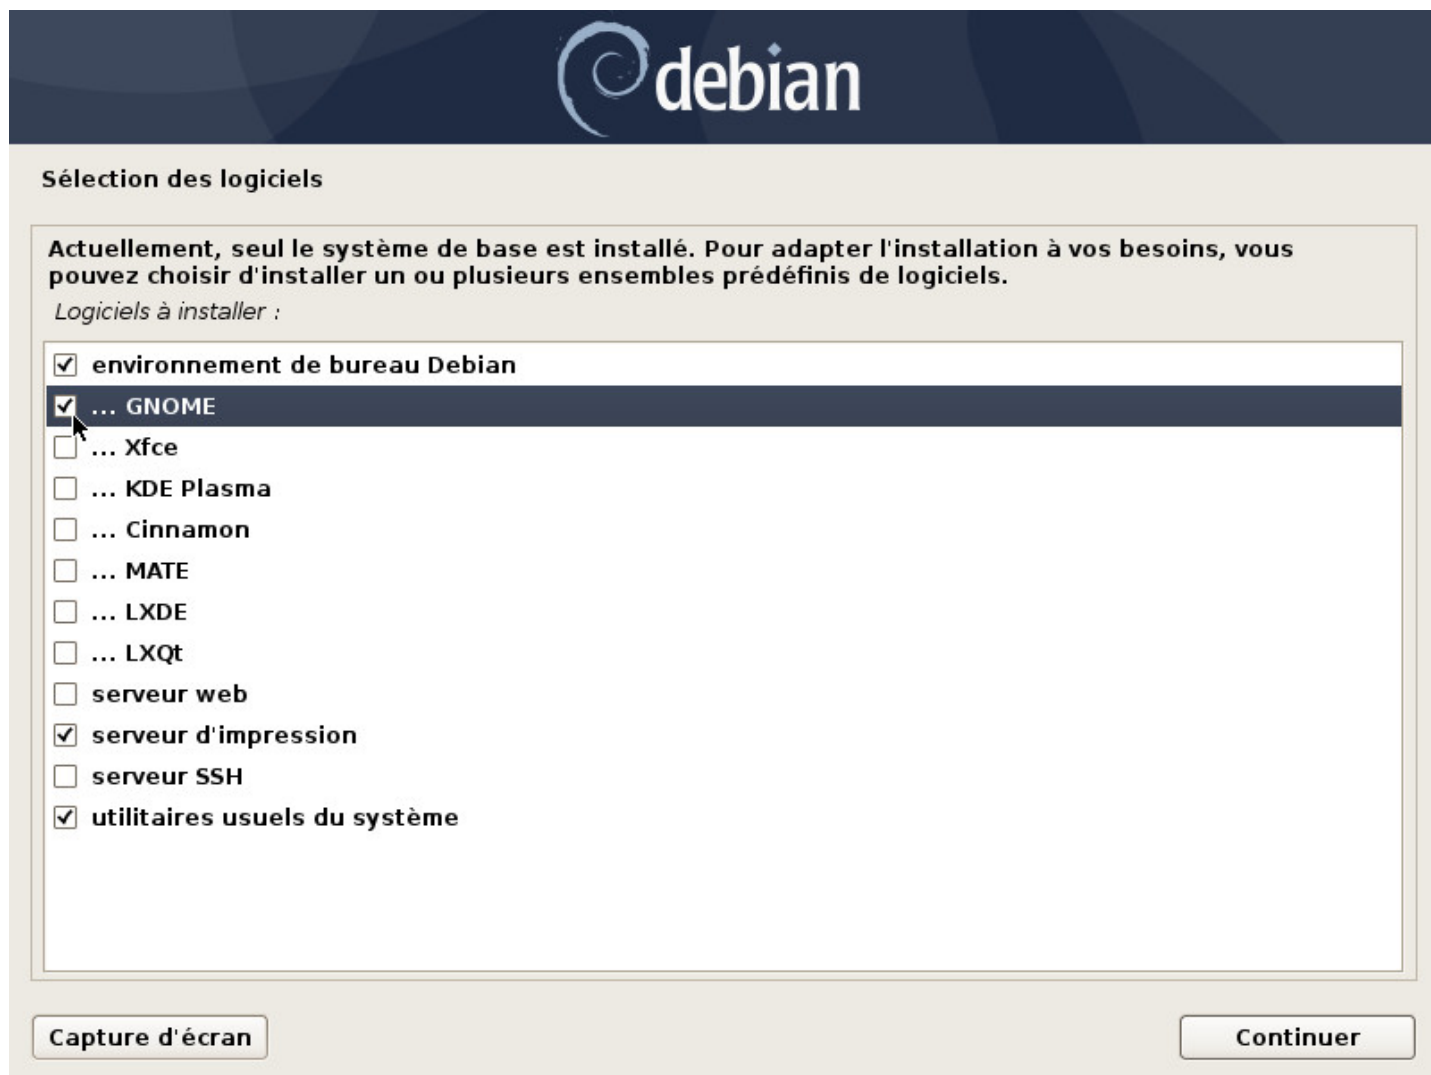 debian
Sélection des logiciels
Actuellement, seul le système de base est installé. Pour adapter l'installation à vos besoins, vous
pouvez choisir d'installer un ou plusieurs ensembles prédéfinis de logiciels.
Logiciels à installer :
environnement de bureau Debian
... GNOME
... Xfce
... KDE Plasma
... Cinnamon
... MATE
... LXDE
... LXQt
serveur web
serveur d'impression
serveur SSH
utilitaires usuels du système
Capture d'écran
Continuer